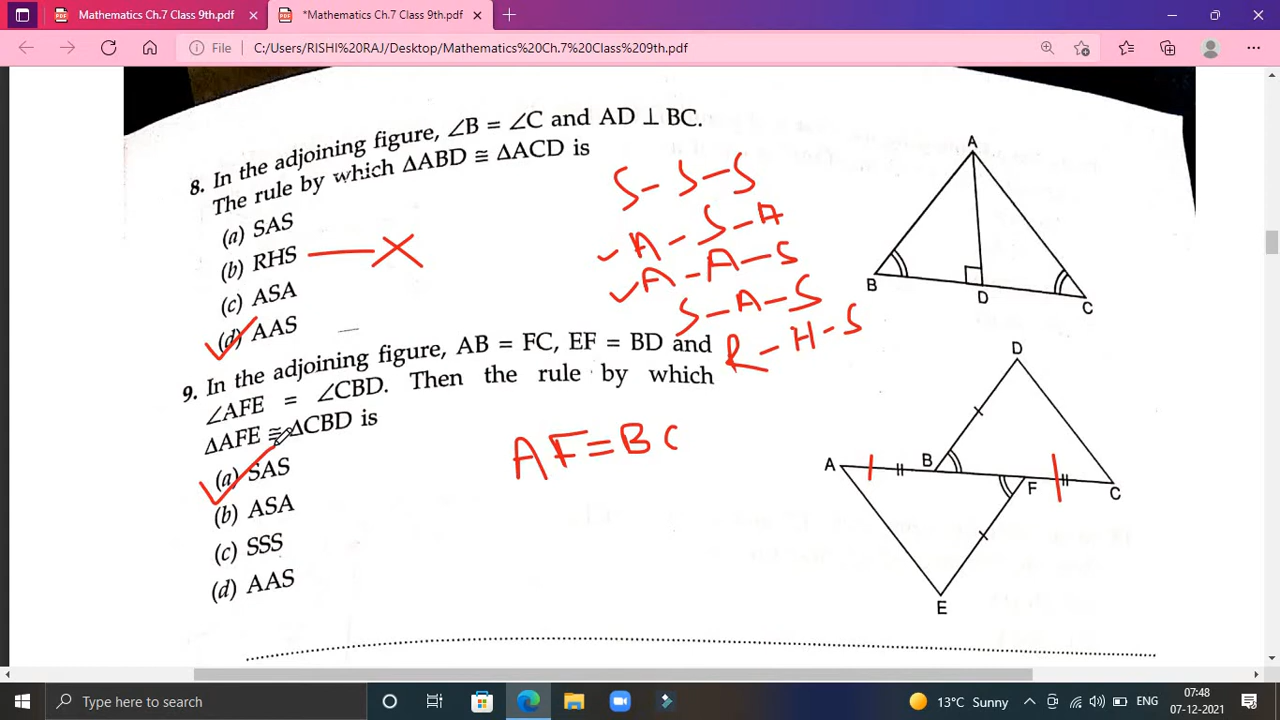 Mathematics Ch.7 Class 9th.pdf
*Mathematics Ch.7 Class 9th.pdf
File C:/Users/RISHI%20RAJ/Desktop/Mathematics%20Ch.7%20Class%209th.pdf
8. In the adjoining figure, ∠B = ∠C and AD ⊥ BC.
The rule by which ΔABD ≅ ΔACD is
(a) SAS
(b) RHS
(c) ASA
(d) AAS
S-S-S
A-S-A
A-A-S
S-A-S
R-H-S
A
B
D
C
9. In the adjoining figure, AB = FC, EF = BD and
∠AFE = ∠CBD. Then the rule by which
ΔAFE ≅ ΔCBD is
(a) SAS
(b) ASA
(c) SSS
(d) AAS
AF=BC
D
A
B
F
C
E
Type here to search
13°C Sunny
ENG
07:48
07-12-2021